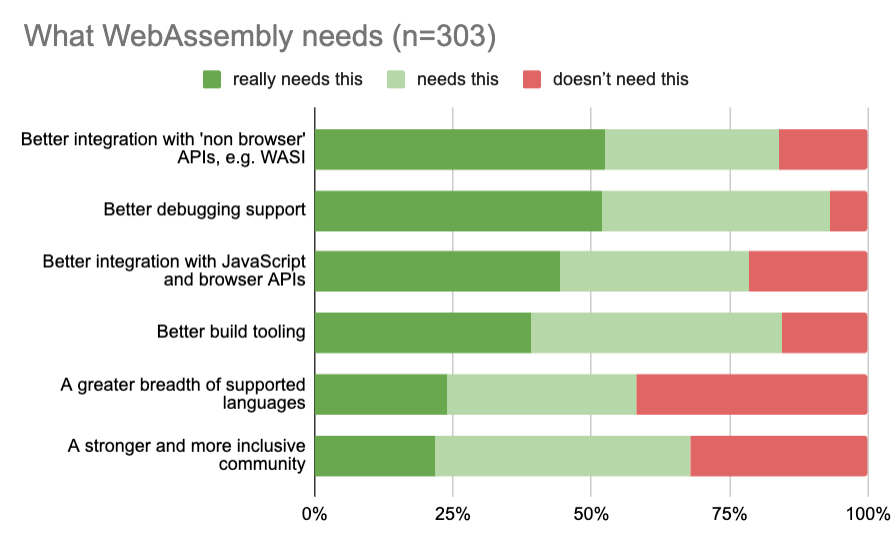 What WebAssembly needs (n=303)
really needs this
needs this
doesn’t need this
Better integration with 'non browser'
APIs, e.g. WASI
Better debugging support
Better integration with JavaScript
and browser APIs
Better build tooling
A greater breadth of supported
languages
A stronger and more inclusive
community
0%
25%
50%
75%
100%